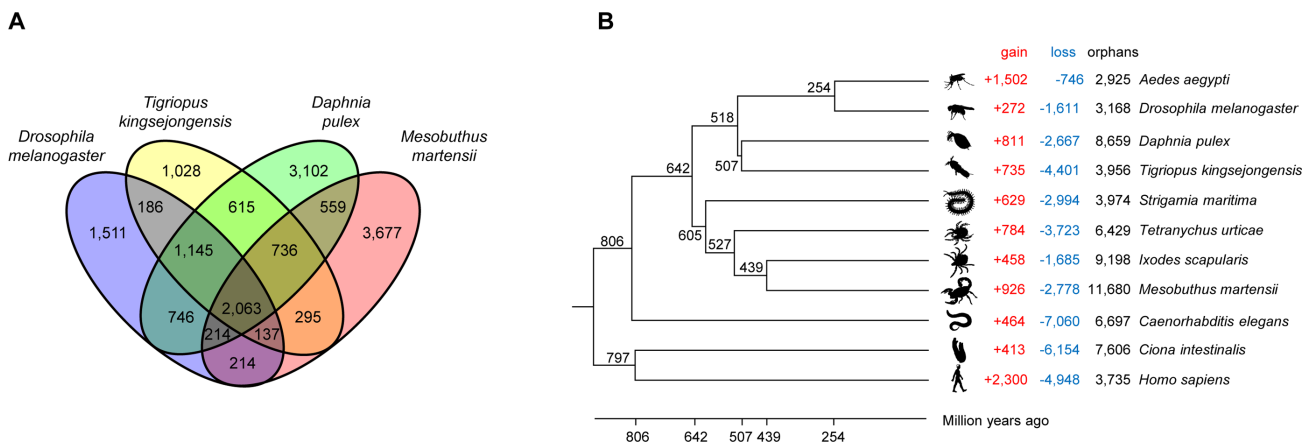 A
Drosophila
melanogaster
Tigriopus
kingsejongensis
Daphnia
pulex
Mesobuthus
martensii
1,028
3,102
186
615
559
1,511
1,145
736
3,677
746
2,063
295
214
137
214
B
gain loss orphans
+1,502 -746 2,925 Aedes aegypti
+272 -1,611 3,168 Drosophila melanogaster
+811 -2,667 8,659 Daphnia pulex
+735 -4,401 3,956 Tigriopus kingsejongensis
+629 -2,994 3,974 Strigamia maritima
+784 -3,723 6,429 Tetranychus urticae
+458 -1,685 9,198 Ixodes scapularis
+926 -2,778 11,680 Mesobuthus martensii
+464 -7,060 6,697 Caenorhabditis elegans
+413 -6,154 7,606 Ciona intestinalis
+2,300 -4,948 3,735 Homo sapiens
254
518
507
642
605
527
439
806
797
Million years ago
806 642 507 439 254